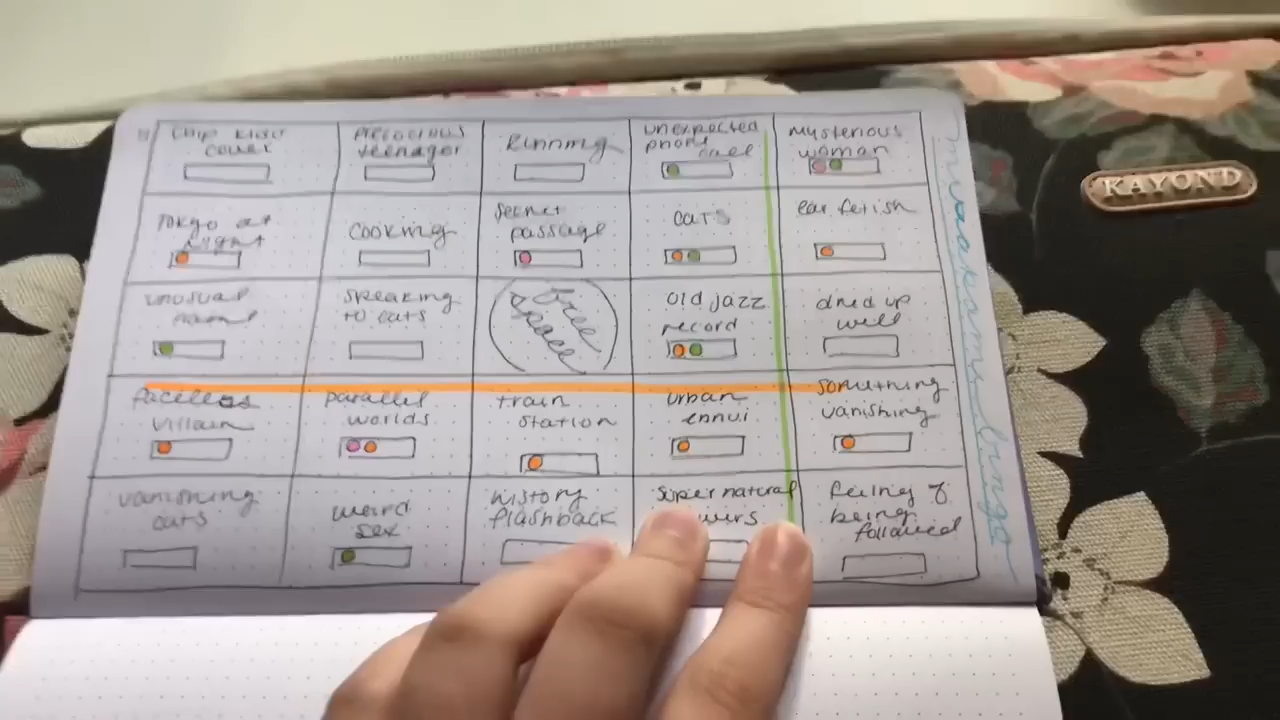 Chip Kidd
cover
precocious
teenager
Running
unexpected
phone
call
mysterious
woman
Tokyo at
night
cooking
secret
passage
cats
ear fetish
unusual
name
speaking
to cats
free
space
old jazz
record
dried up
well
faceless
villain
parallel
worlds
train
station
urban
ennui
something
vanishing
vanishing
cats
weird
sex
history
flashback
supernatural
feeling of
being
followed
murakami bingo
KAYOND